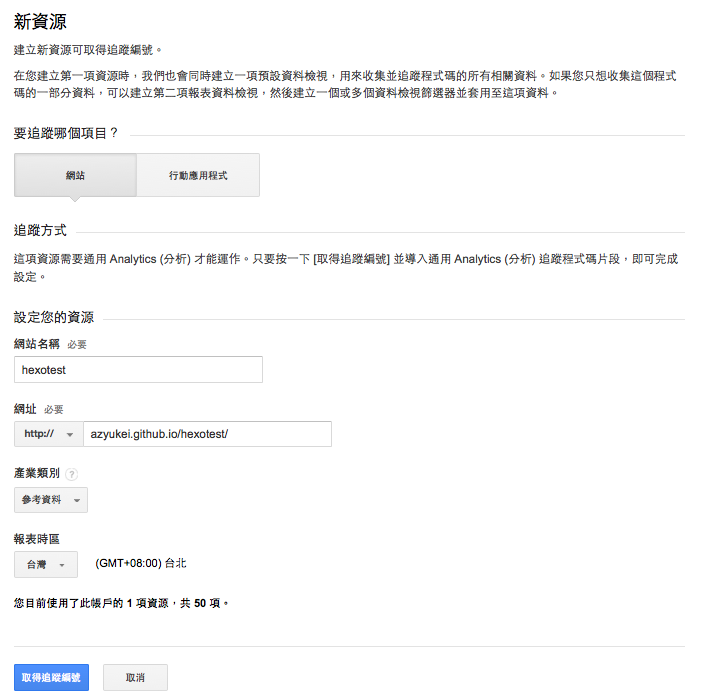 新資源
建立新資源可取得追蹤編號。
在您建立第一項資源時，我們也會同時建立一項預設資料檢視，用來收集並追蹤程式碼的所有相關資料。如果您只想收集這個程式
碼的一部分資料，可以建立第二項報表資料檢視，然後建立一個或多個資料檢視篩選器並套用至這項資料。
要追蹤哪個項目？
網站 行動應用程式
追蹤方式
這項資源需要通用 Analytics (分析) 才能運作。只要按一下 [取得追蹤編號] 並導入通用 Analytics (分析) 追蹤程式碼片段，即可完成
設定。
設定您的資源
網站名稱 必要
hexotest
網址 必要
http:// azyukei.github.io/hexotest/
產業類別 ?
參考資料
報表時區
台灣 (GMT+08:00) 台北
您目前使用了此帳戶的 1 項資源，共 50 項。
取得追蹤編號 取消